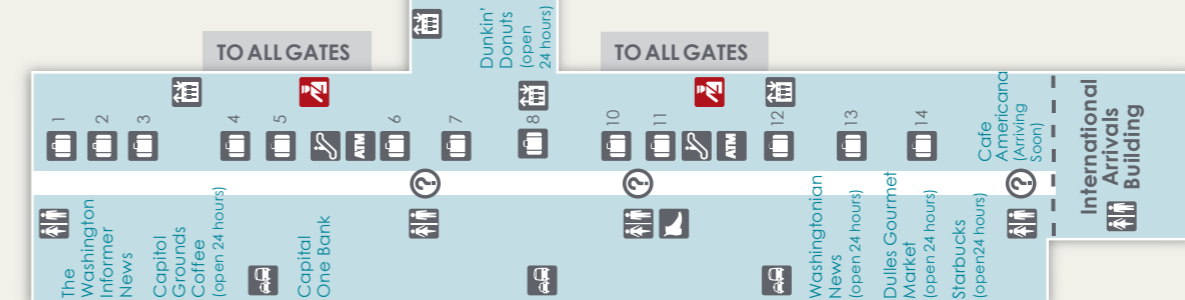 Dunkin'
Donuts
(open
24 hours)
TO ALL GATES
TO ALL GATES
1
2
3
4
5
ATM
6
7
8
10
11
ATM
12
13
14
Cafe
Americana
(Arriving
Soon)
International
Arrivals
Building
?
?
?
The
Washington
Informer
News
Capitol
Grounds
Coffee
(open 24 hours)
Capital
One Bank
Washingtonian
News
(open 24 hours)
Dulles Gourmet
Market
(open 24 hours)
Starbucks
(open24 hours)